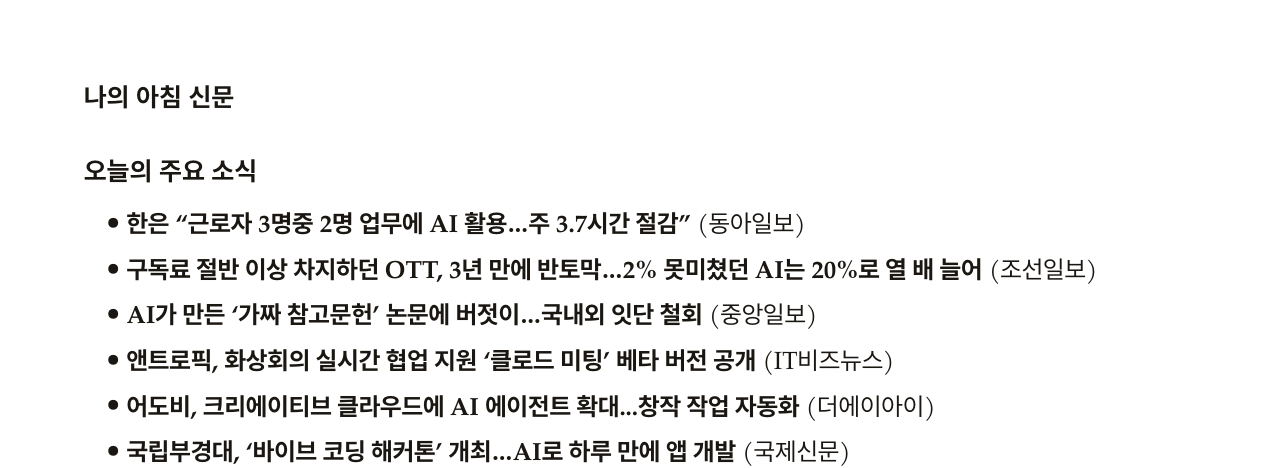 나의 아침 신문
오늘의 주요 소식
• 한은 “근로자 3명중 2명 업무에 AI 활용…주 3.7시간 절감” (동아일보)
• 구독료 절반 이상 차지하던 OTT, 3년 만에 반토막…2% 못미쳤던 AI는 20%로 열 배 늘어 (조선일보)
• AI가 만든 ‘가짜 참고문헌’ 논문에 버젓이…국내외 잇단 철회 (중앙일보)
• 앤트로픽, 화상회의 실시간 협업 지원 ‘클로드 미팅’ 베타 버전 공개 (IT비즈뉴스)
• 어도비, 크리에이티브 클라우드에 AI 에이전트 확대...창작 작업 자동화 (더에이아이)
• 국립부경대, ‘바이브 코딩 해커톤’ 개최…AI로 하루 만에 앱 개발 (국제신문)